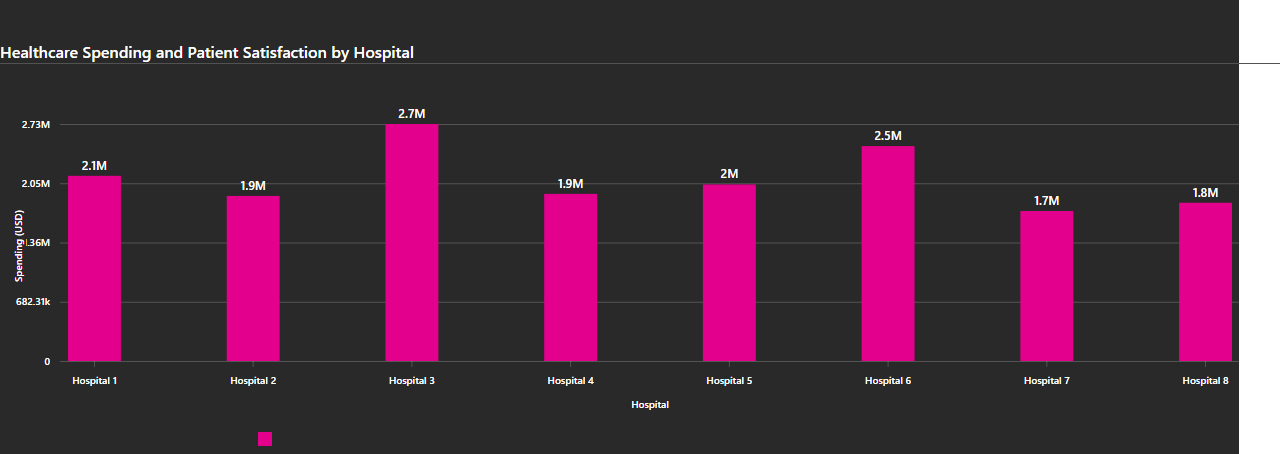 Healthcare Spending and Patient Satisfaction by Hospital
2.73M
2.05M
1.36M
682.31k
0
Spending (USD)
2.1M
1.9M
2.7M
1.9M
2M
2.5M
1.7M
1.8M
Hospital 1
Hospital 2
Hospital 3
Hospital 4
Hospital 5
Hospital 6
Hospital 7
Hospital 8
Hospital